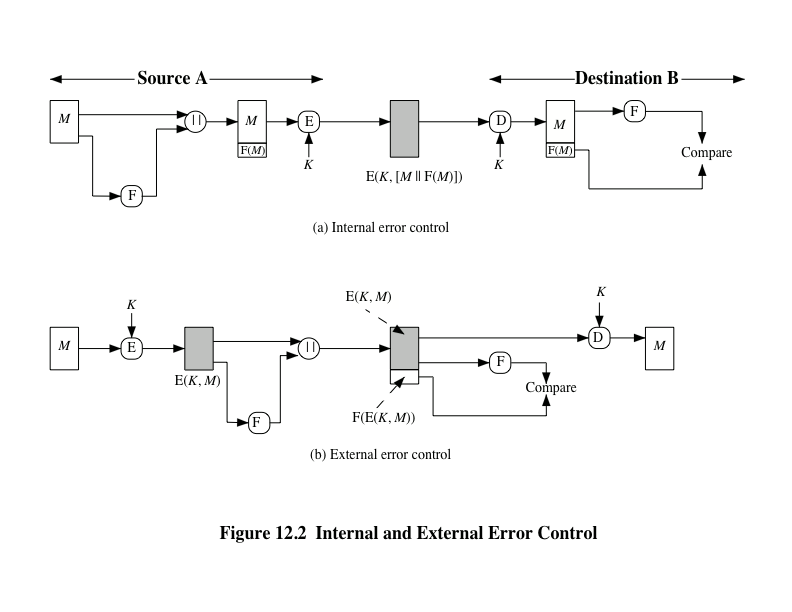 Source A
Destination B
M
||
M
F(M)
E
K
E(K, [M || F(M)])
D
K
M
F(M)
F
Compare
F
(a) Internal error control
M
K
E
E(K, M)
F
||
E(K, M)
F(E(K, M))
F
Compare
K
D
M
(b) External error control
Figure 12.2 Internal and External Error Control